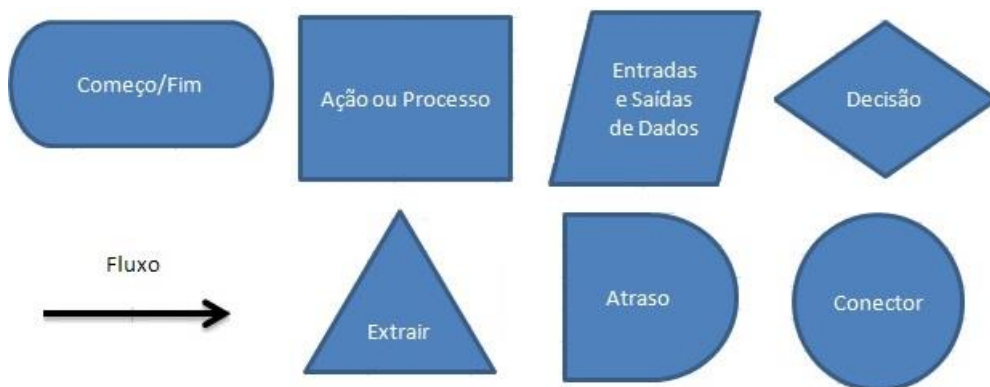 Começo/Fim
Ação ou Processo
Entradas
e Saídas
de Dados
Decisão
Fluxo
Extrair
Atraso
Conector